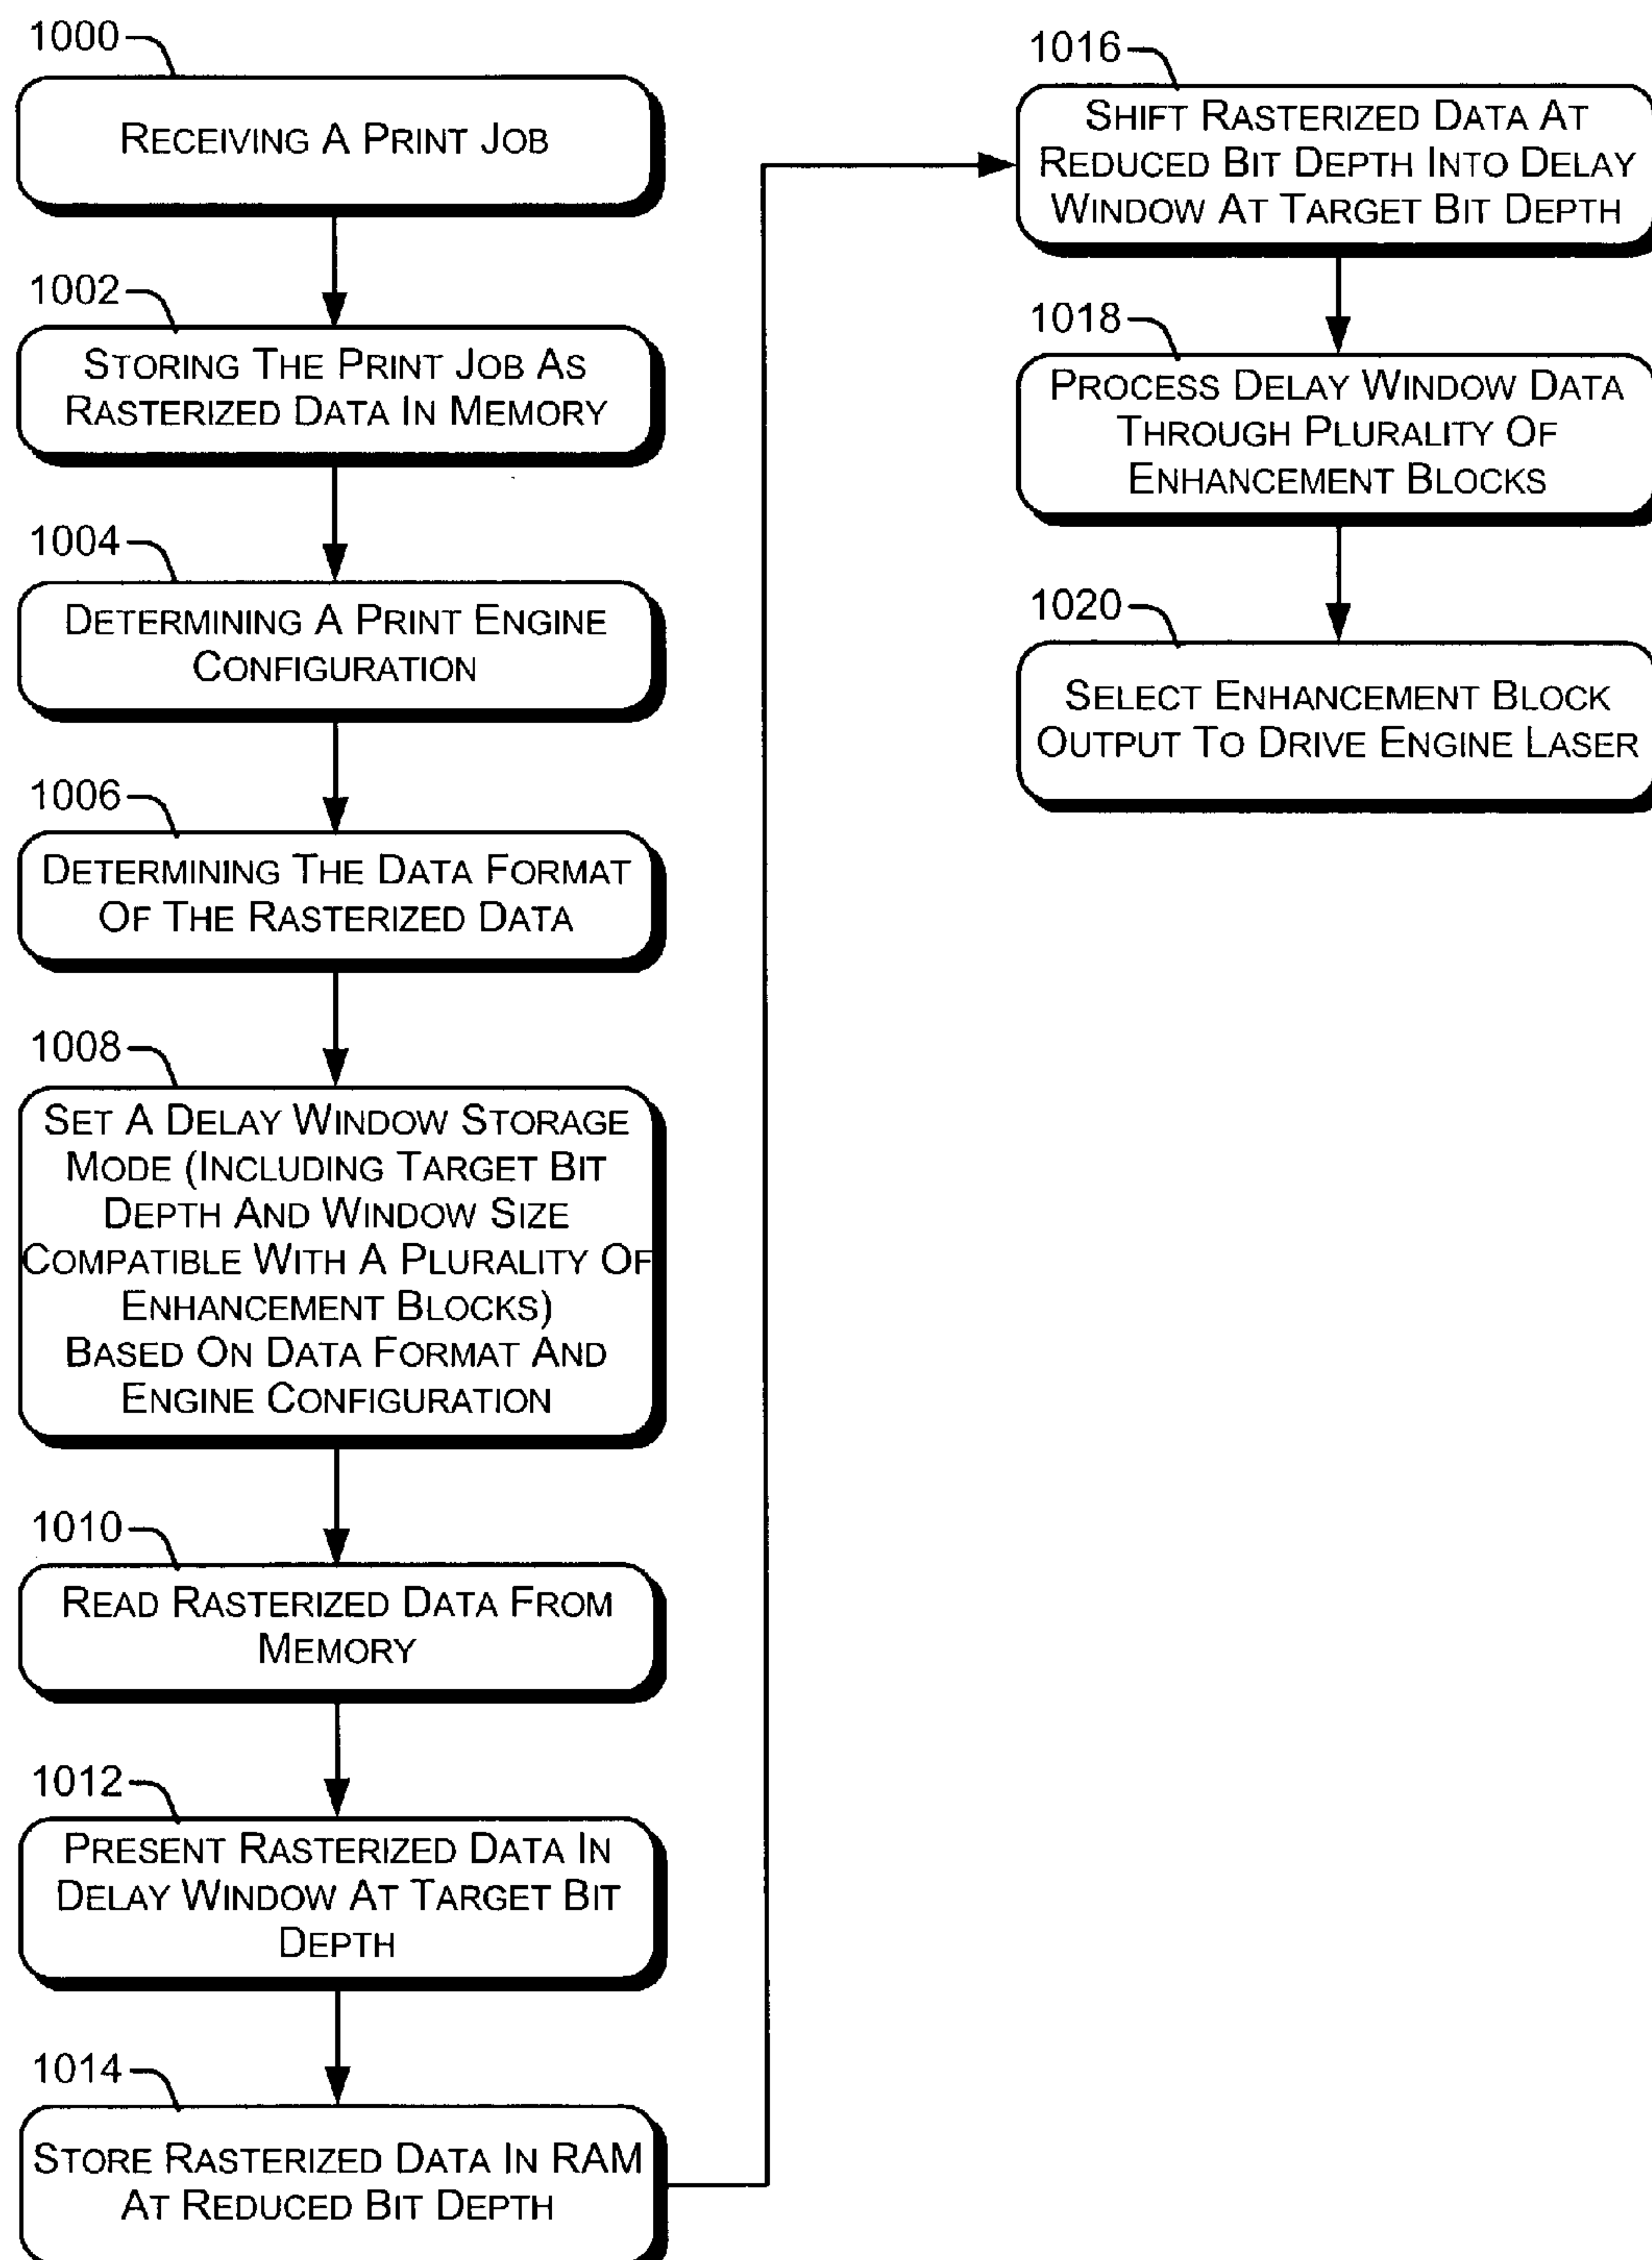 1000
RECEIVING A PRINT JOB
1002
STORING THE PRINT JOB AS
RASTERIZED DATA IN MEMORY
1004
DETERMINING A PRINT ENGINE
CONFIGURATION
1006
DETERMINING THE DATA FORMAT
OF THE RASTERIZED DATA
1008
SET A DELAY WINDOW STORAGE
MODE (INCLUDING TARGET BIT
DEPTH AND WINDOW SIZE
COMPATIBLE WITH A PLURALITY OF
ENHANCEMENT BLOCKS)
BASED ON DATA FORMAT AND
ENGINE CONFIGURATION
1010
READ RASTERIZED DATA FROM
MEMORY
1012
PRESENT RASTERIZED DATA IN
DELAY WINDOW AT TARGET BIT
DEPTH
1014
STORE RASTERIZED DATA IN RAM
AT REDUCED BIT DEPTH
1016
SHIFT RASTERIZED DATA AT
REDUCED BIT DEPTH INTO DELAY
WINDOW AT TARGET BIT DEPTH
1018
PROCESS DELAY WINDOW DATA
THROUGH PLURALITY OF
ENHANCEMENT BLOCKS
1020
SELECT ENHANCEMENT BLOCK
OUTPUT TO DRIVE ENGINE LASER